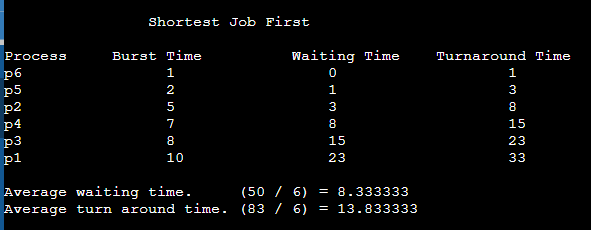 Shortest Job First
Process Burst Time Waiting Time Turnaround Time
p6 1 0 1
p5 2 1 3
p2 5 3 8
p4 7 8 15
p3 8 15 23
p1 10 23 33
Average waiting time. (50 / 6) = 8.333333
Average turn around time. (83 / 6) = 13.833333